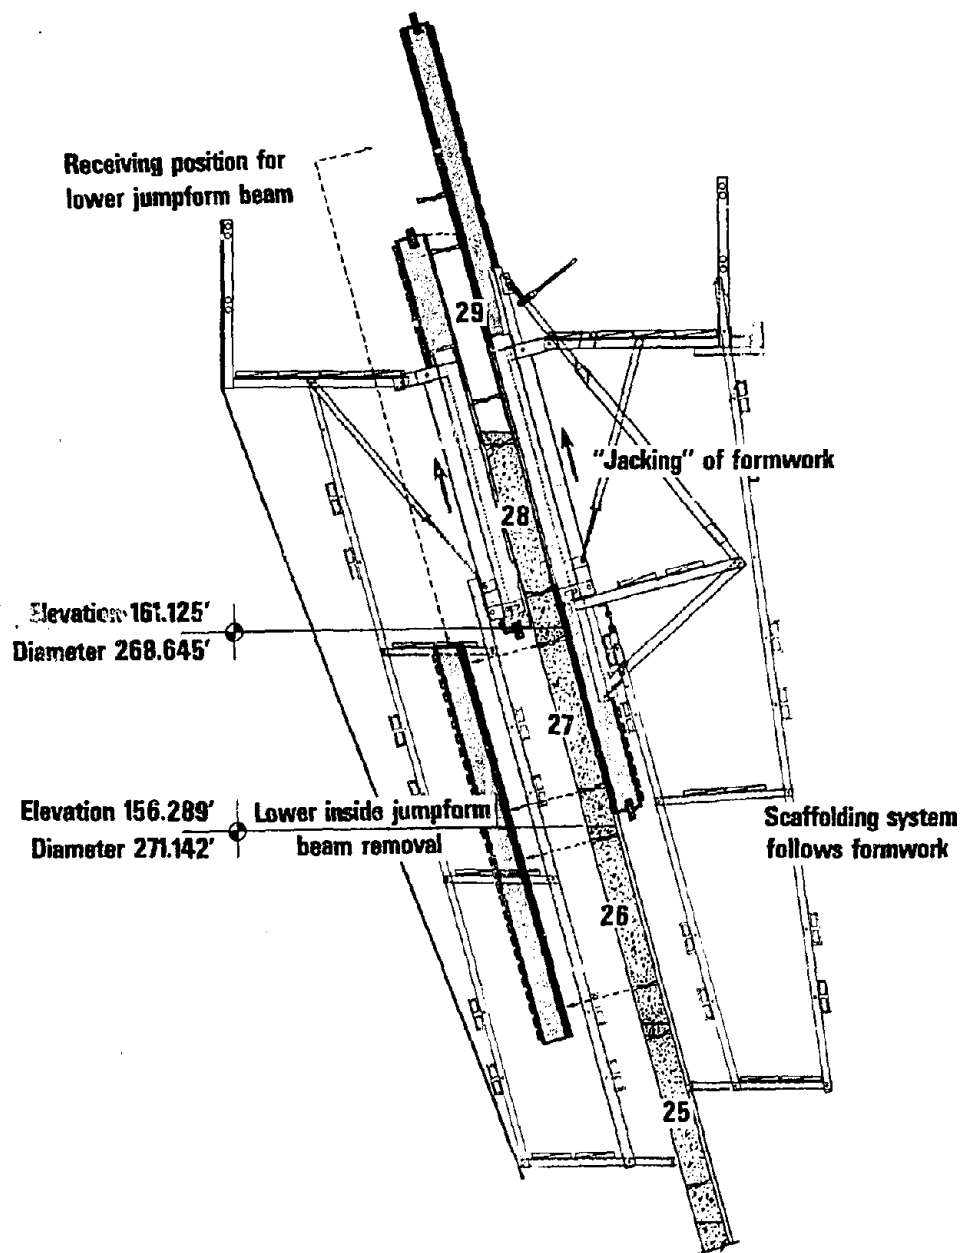 Receiving position for
lower jumpform beam
29
"Jacking" of formwork
28
Elevation 161.125'
Diameter 268.645'
27
Elevation 156.289'
Diameter 271.142'
Lower inside jumpform
beam removal
Scaffolding system
follows formwork
26
25